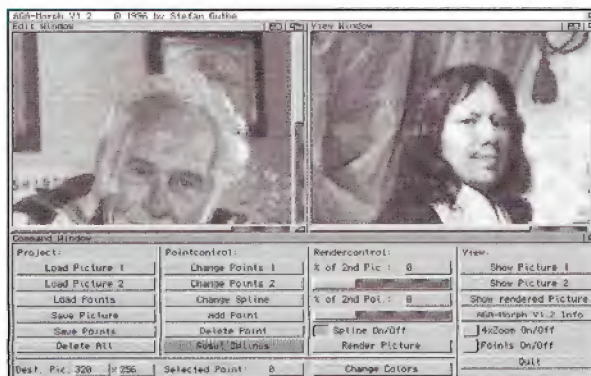 AGA-Morph V1.2 © 1996 by Stefan Guthe
Edit Window
View Window
Command Window
Project:
Load Picture 1
Load Picture 2
Load Points
Save Picture
Save Points
Delete All
Pointcontrol:
Change Points 1
Change Points 2
Change Spline
Add Point
Delete Point
Reset Splines
Rendercontrol:
% of 2nd Pic.: 0
% of 2nd Poi.: 0
Spline On/Off
Render Picture
View:
Show Picture 1
Show Picture 2
Show rendered Picture
AGA-Morph V1.2 Info
4xZoom On/Off
Points On/Off
Quit
Dest. Pic. 320 x 256
Selected Point: 0
Change Colors